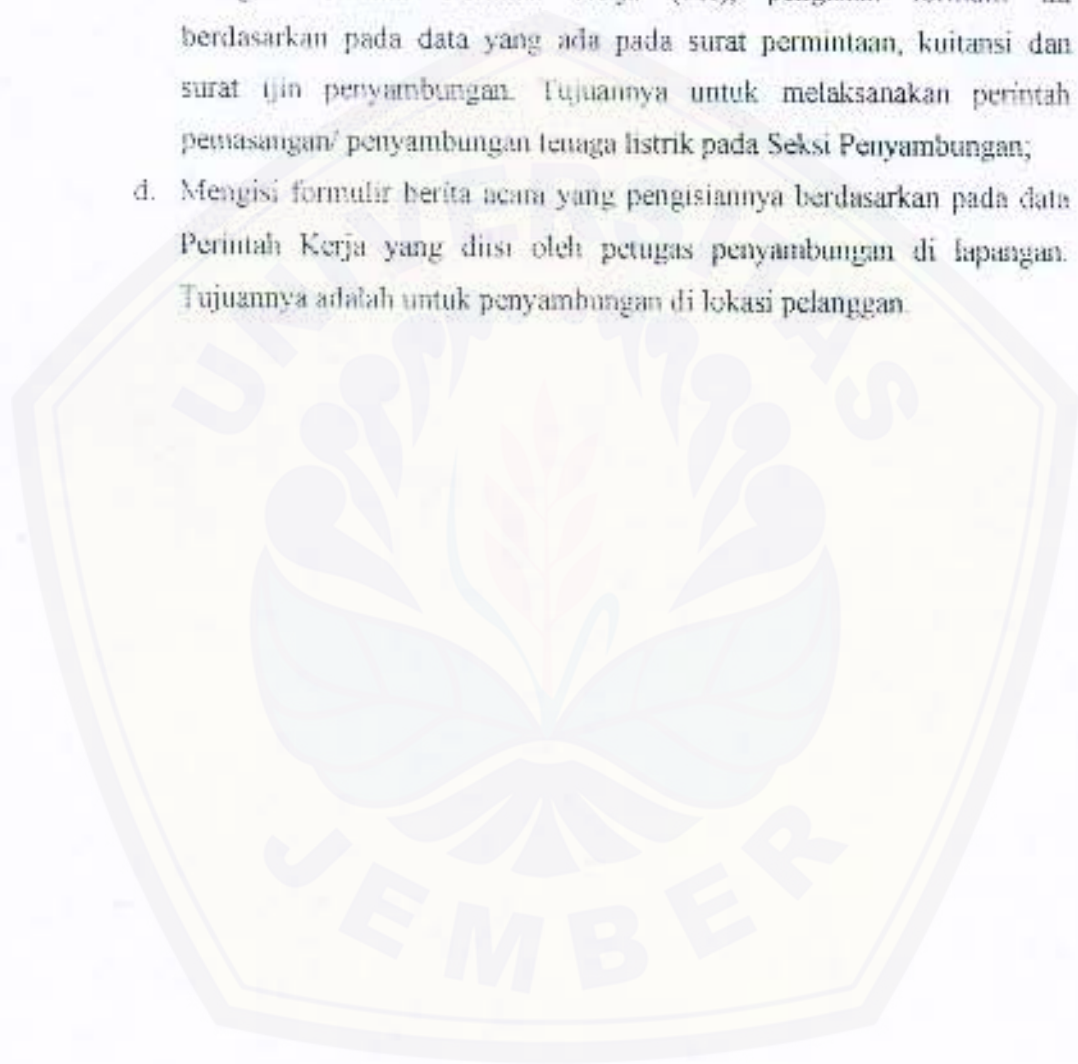 berdasarkan pada data yang ada pada surat permintaan, kuitansi dan
surat ijin penyambungan. Tujuannya untuk melaksanakan perintah
pemasangan/ penyambungan tenaga listrik pada Seksi Penyambungan;
d. Mengisi formulir berita acara yang pengisiannya berdasarkan pada data
Perintah Kerja yang diisi oleh petugas penyambungan di lapangan.
Tujuannya adalah untuk penyambungan di lokasi pelanggan.
UNIVERSITAS
JEMBER